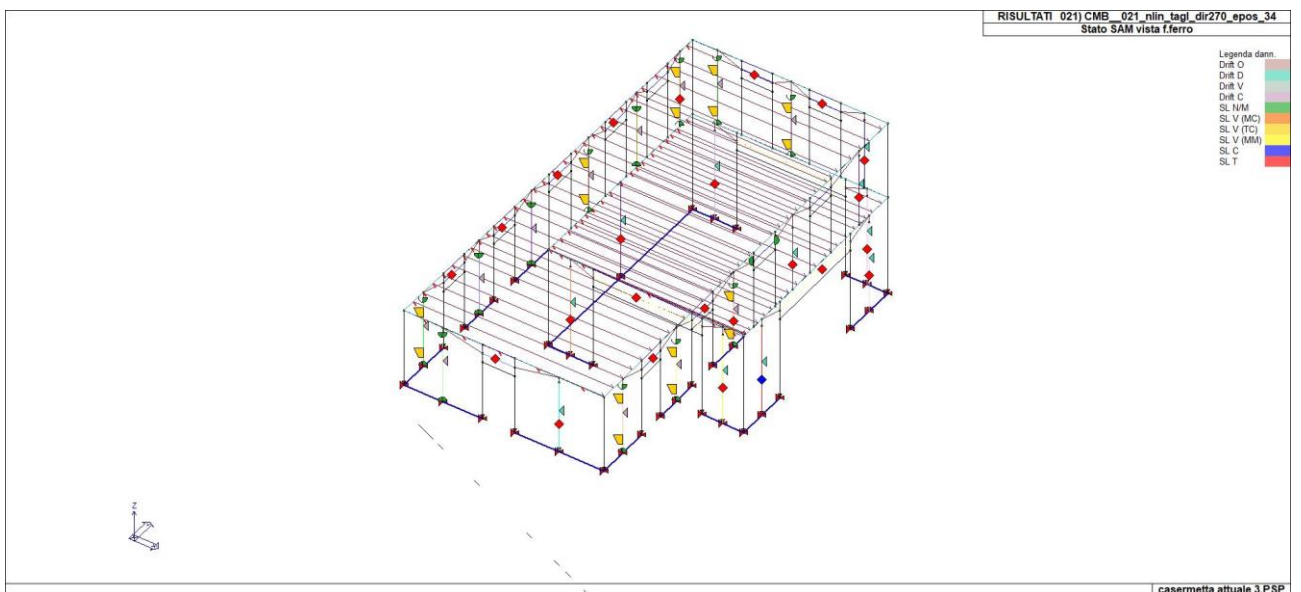 RISULTATI 021) CMB__021_nlin_tagl_dir270_epos_34
Stato SAM vista f.ferro
Legenda dann.
Drift O
Drift D
Drift V
Drift C
SL N/M
SL V (MC)
SL V (TC)
SL V (MM)
SL C
SL T
Z
casermetta attuale 3.PSP